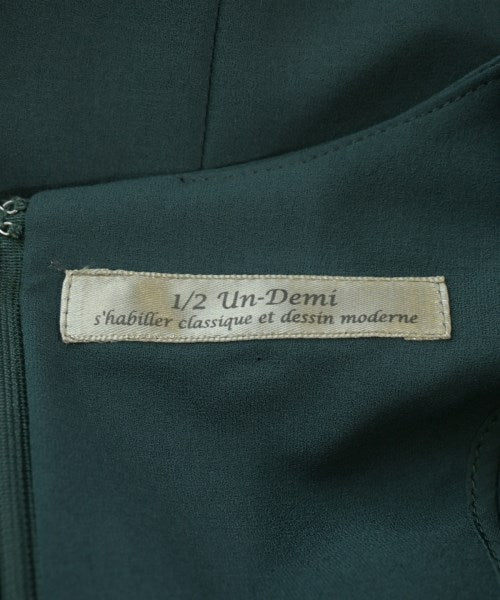 1/2 Un-Demi
s'habiller classique et dessin moderne